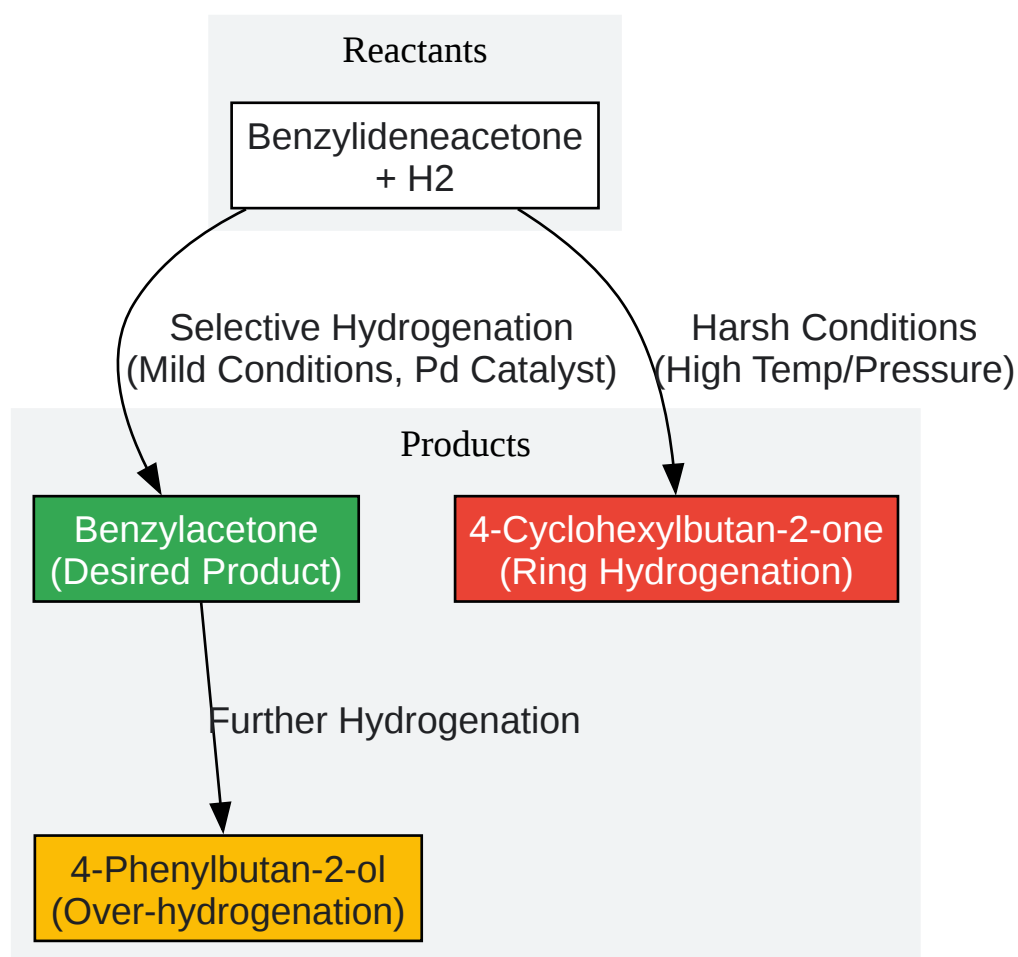 Reactants
Benzylideneacetone
+ H2
Selective Hydrogenation
(Mild Conditions, Pd Catalyst)
Harsh Conditions
(High Temp/Pressure)
Products
Benzylacetone
(Desired Product)
4-Cyclohexylbutan-2-one
(Ring Hydrogenation)
Further Hydrogenation
4-Phenylbutan-2-ol
(Over-hydrogenation)